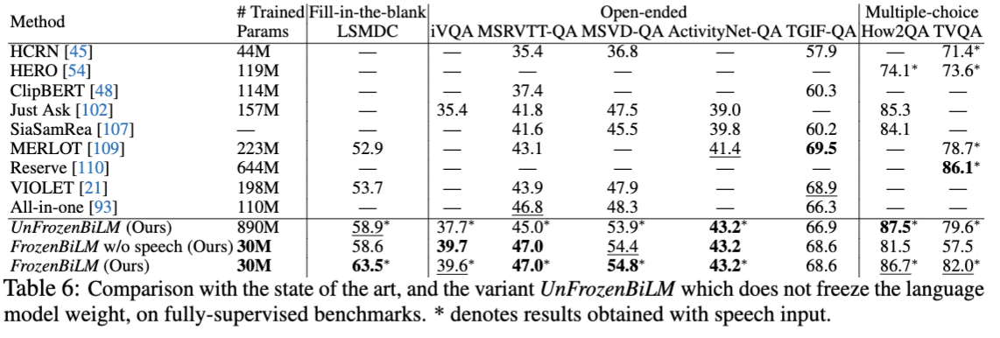 Method # Trained Params Fill-in-the-blank LSMDC Open-ended iVQA MSRVTT-QA MSVD-QA ActivityNet-QA TGIF-QA Multiple-choice How2QA TVQA
HCRN [45] 44M — — 35.4 36.8 — 57.9 — 71.4*
HERO [54] 119M — — — — — — 74.1* 73.6*
ClipBERT [48] 114M — — 37.4 — — 60.3 — —
Just Ask [102] 157M — 35.4 41.8 47.5 39.0 — 85.3 —
SiaSamRea [107] — — — 41.6 45.5 39.8 60.2 84.1 —
MERLOT [109] 223M 52.9 — 43.1 — 41.4 69.5 — 78.7*
Reserve [110] 644M — — — — — — — 86.1*
VIOLET [21] 198M 53.7 — 43.9 47.9 — 68.9 — —
All-in-one [93] 110M — — 46.8 48.3 — 66.3 — —
UnFrozenBiLM (Ours) 890M 58.9* 37.7* 45.0* 53.9* 43.2* 66.9 87.5* 79.6*
FrozenBiLM w/o speech (Ours) 30M 58.6 39.7 47.0 54.4 43.2 68.6 81.5 57.5
FrozenBiLM (Ours) 30M 63.5* 39.6* 47.0* 54.8* 43.2* 68.6 86.7* 82.0*
Table 6: Comparison with the state of the art, and the variant UnFrozenBiLM which does not freeze the language
model weight, on fully-supervised benchmarks. * denotes results obtained with speech input.